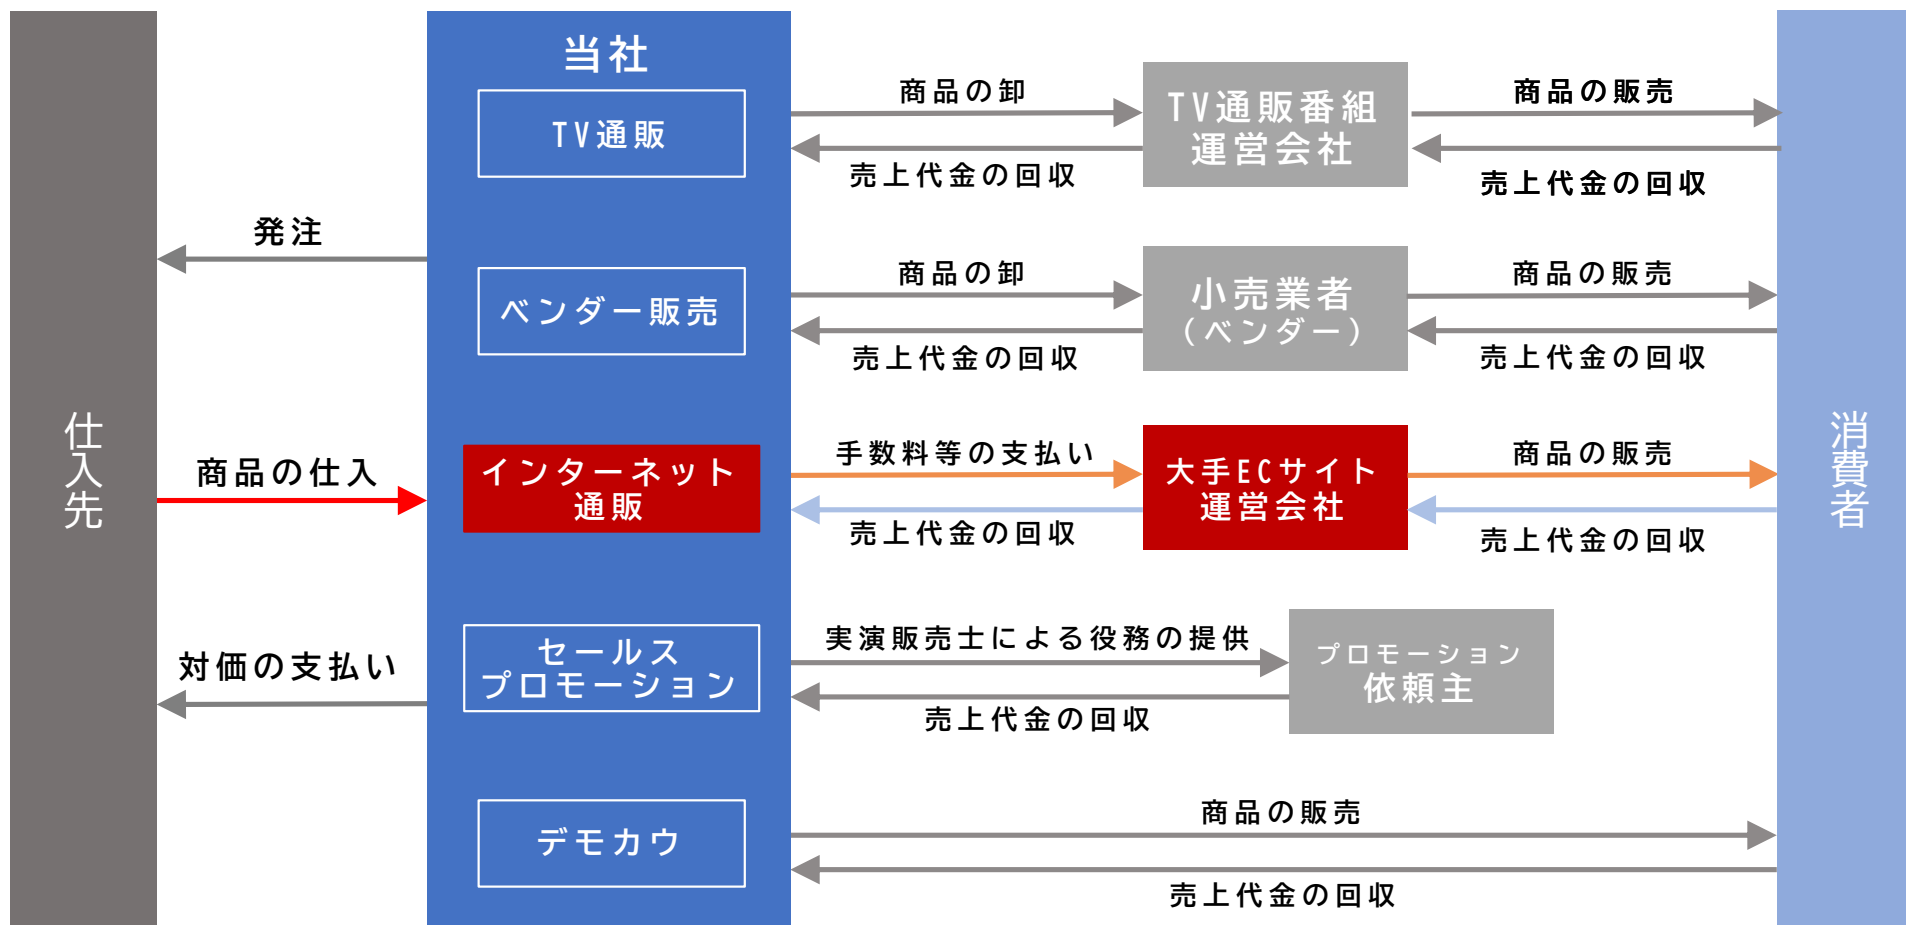 仕入先
発注
商品の仕入
対価の支払い
当社
TV通販
ベンダー販売
インターネット
通販
セールス
プロモーション
デモカウ
商品の卸
売上代金の回収
TV通販番組
運営会社
商品の販売
売上代金の回収
商品の卸
売上代金の回収
小売業者
(ベンダー)
商品の販売
売上代金の回収
手数料等の支払い
売上代金の回収
大手ECサイト
運営会社
商品の販売
売上代金の回収
実演販売士による役務の提供
売上代金の回収
プロモーション
依頼主
商品の販売
売上代金の回収
消費者